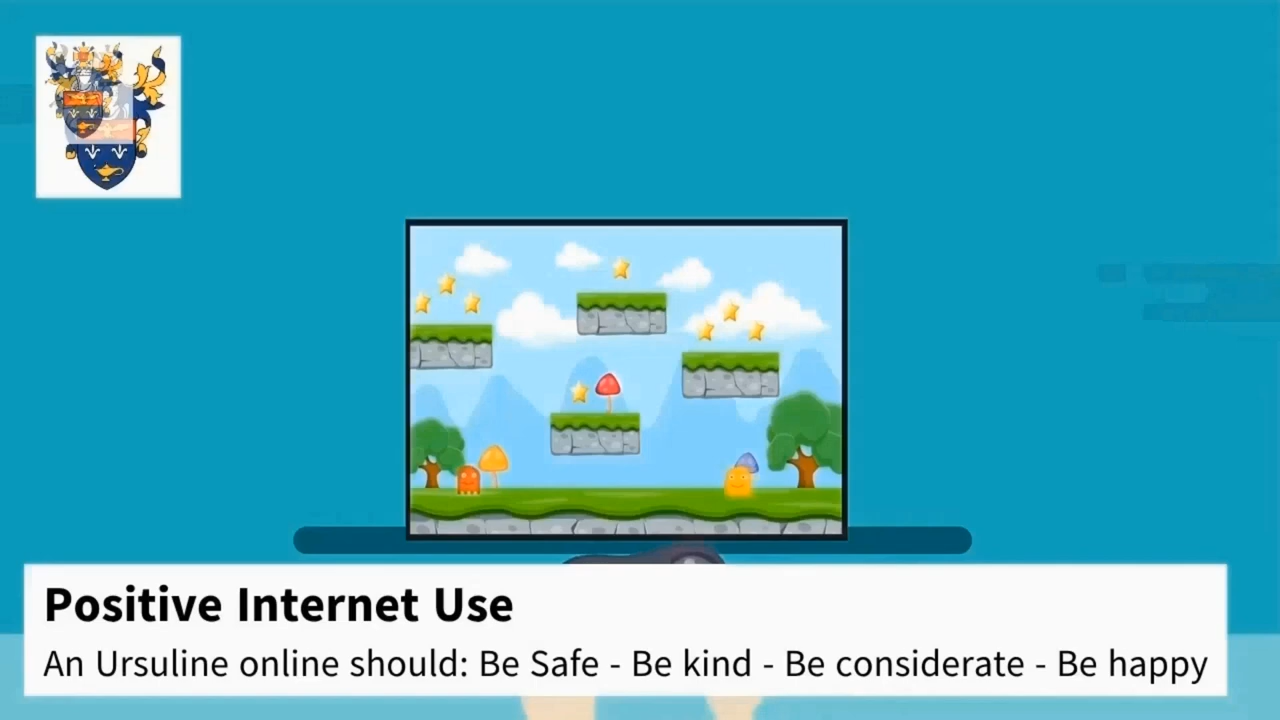 Positive Internet Use
An Ursuline online should: Be Safe - Be kind - Be considerate - Be happy